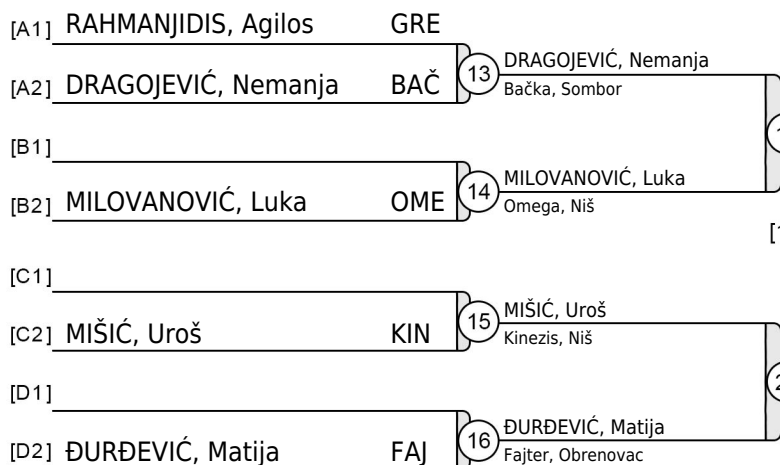 [A1] RAHMANJIDIS, Agilos GRE
13 DRAGOJEVIĆ, Nemanja
[A2] DRAGOJEVIĆ, Nemanja BAČ
Bačka, Sombor
[B1]
14 MILOVANOVIĆ, Luka
[B2] MILOVANOVIĆ, Luka OME
Omega, Niš
[C1]
15 MIŠIĆ, Uroš
[C2] MIŠIĆ, Uroš KIN
Kinezis, Niš
[D1]
16 ĐURĐEVIĆ, Matija
[D2] ĐURĐEVIĆ, Matija FAJ
Fajter, Obrenovac